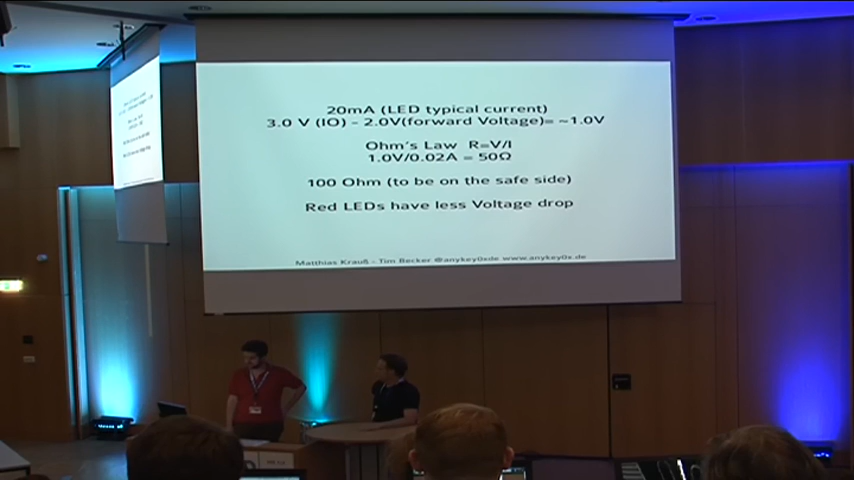 20mA (LED typical current)
3.0 V (IO) - 2.0V(forward Voltage)= ~1.0V
Ohm's Law R=V/I
1.0V/0.02A = 50Ω
100 Ohm (to be on the safe side)
Red LEDs have less Voltage drop
Matthias Krauß - Tim Becker @anykey0xde www.anykey0x.de